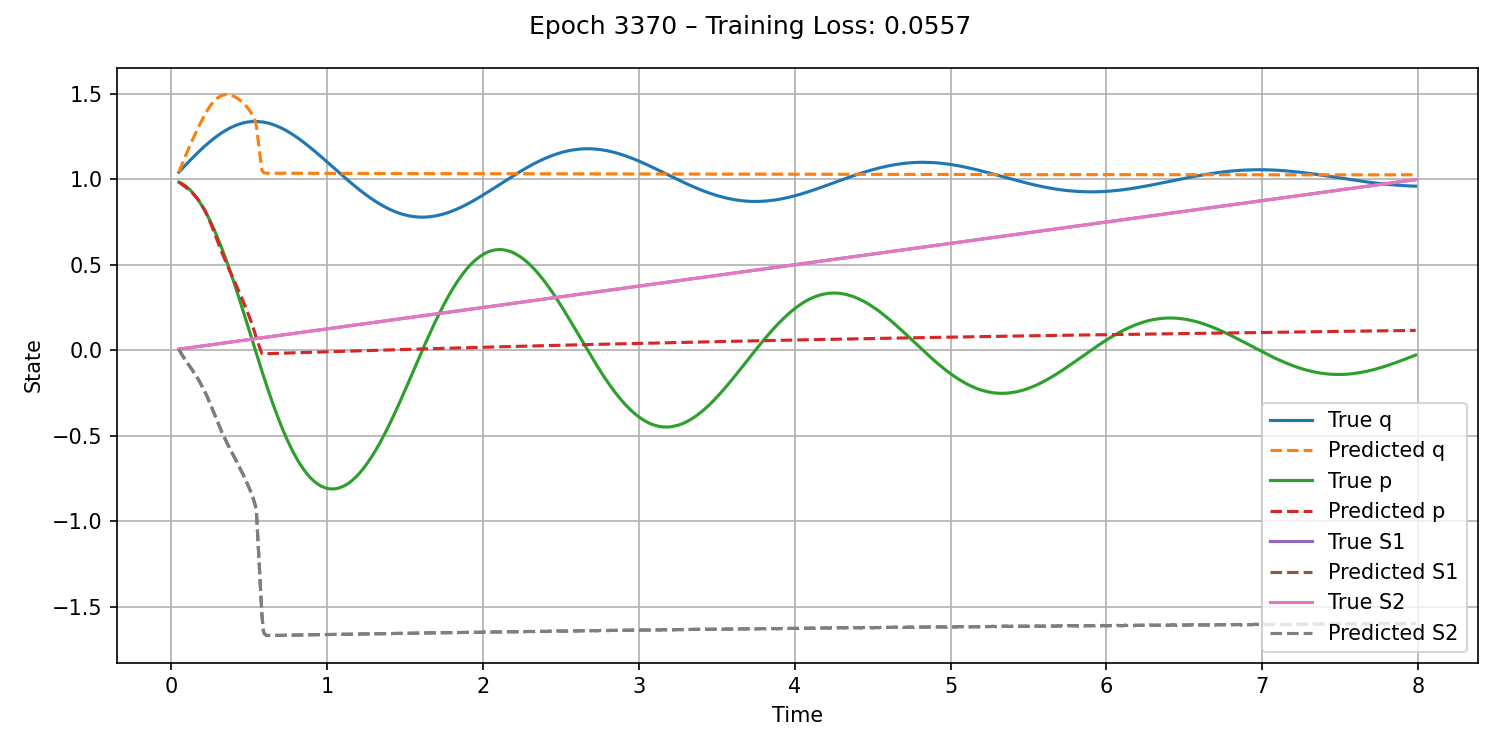 Epoch 3370 – Training Loss: 0.0557
State
1.5
1.0
0.5
0.0
−0.5
−1.0
−1.5
True q
Predicted q
True p
Predicted p
True S1
Predicted S1
True S2
Predicted S2
0 1 2 3 4 5 6 7 8
Time